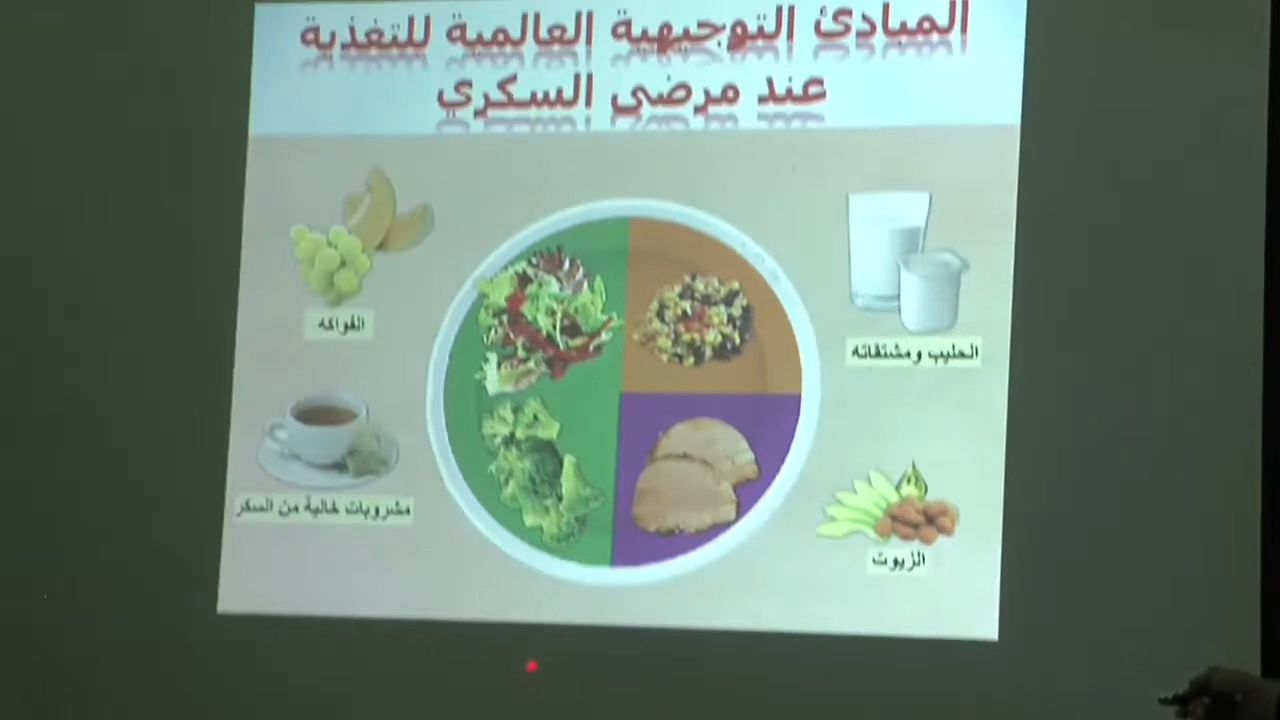 المبادئ التوجيهية العالمية للتغذية
عند مرضى السكري
الفواكه
الحليب ومشتقاته
مشروبات خالية من السكر
الزيوت